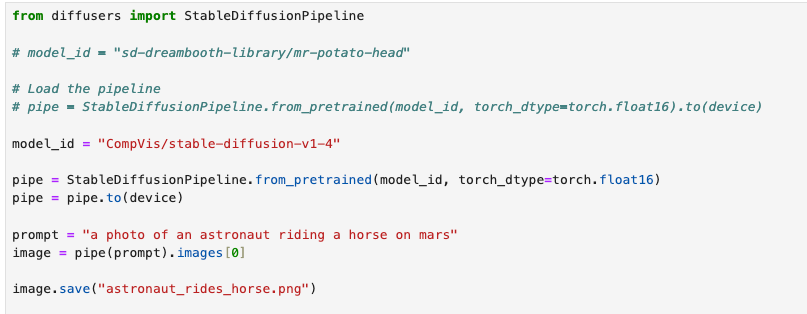 from diffusers import StableDiffusionPipeline
# model_id = "sd-dreambooth-library/mr-potato-head"
# Load the pipeline
# pipe = StableDiffusionPipeline.from_pretrained(model_id, torch_dtype=torch.float16).to(device)
model_id = "CompVis/stable-diffusion-v1-4"
pipe = StableDiffusionPipeline.from_pretrained(model_id, torch_dtype=torch.float16)
pipe = pipe.to(device)
prompt = "a photo of an astronaut riding a horse on mars"
image = pipe(prompt).images[0]
image.save("astronaut_rides_horse.png")